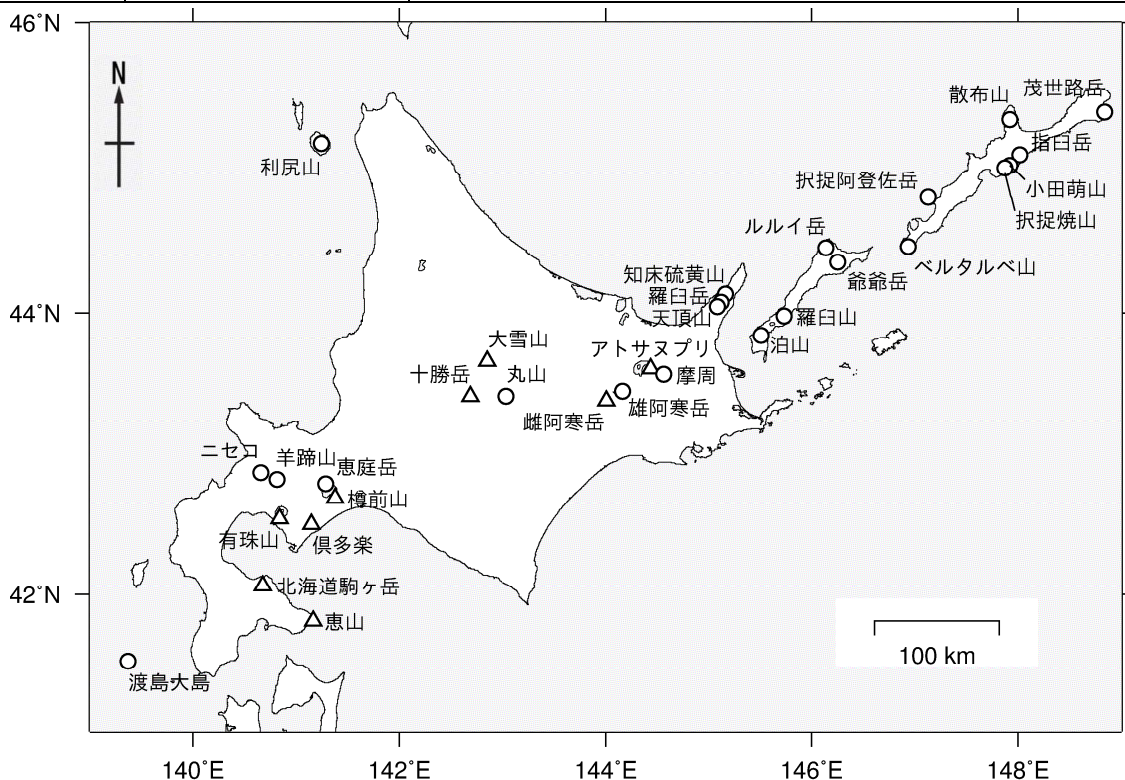 46˚N
N
散布山
茂世路岳
指臼岳
利尻山
択捉阿登佐岳
小田萌山
択捉焼山
ルルイ岳
ベルタルベ山
知床硫黄山
爺爺岳
羅臼岳
44˚N
天頂山
羅臼山
大雪山
アトサヌプリ
泊山
十勝岳
丸山
摩周
雌阿寒岳
雄阿寒岳
ニセコ
羊蹄山
恵庭岳
樽前山
有珠山
倶多楽
42˚N
北海道駒ヶ岳
恵山
100 km
渡島大島
140˚E
142˚E
144˚E
146˚E
148˚E